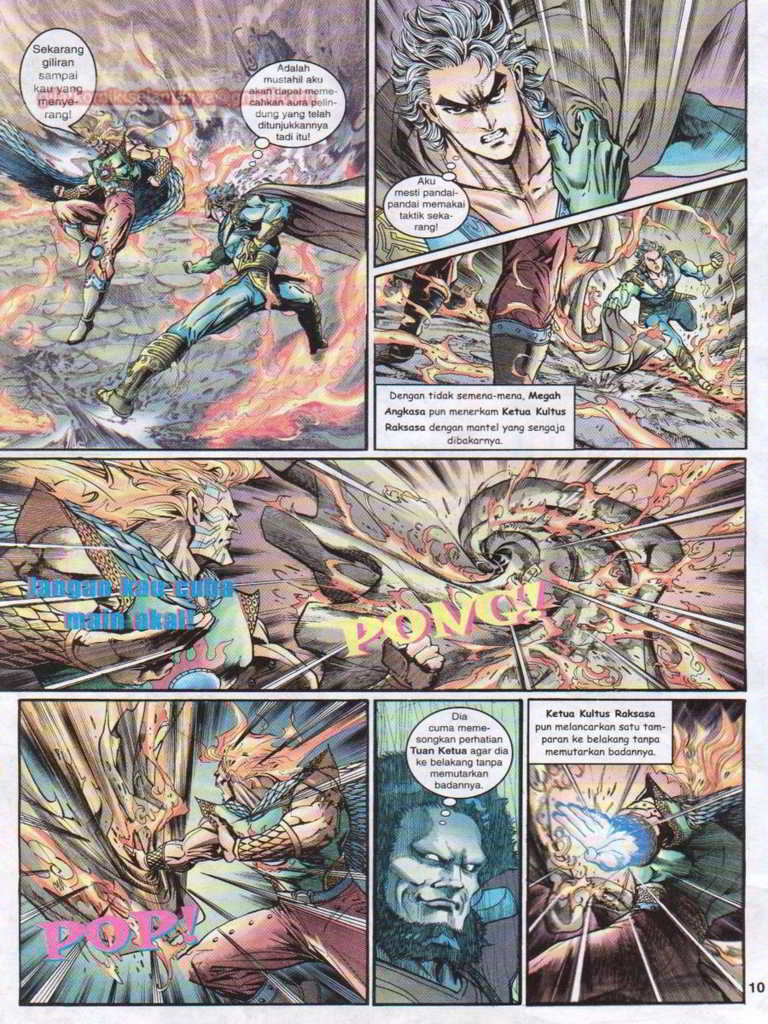 Sekarang
giliran
sampai
kau yang
menye-
rang!
Adalah
mustahil aku
akan dapat meme-
cahkan aura pelin-
dung yang telah
ditunjukkannya
tadi itu!
Aku
mesti pandai-
pandai memakai
taktik seka-
rang!
Dengan tidak semena-mena, Megah
Angkasa pun menerkam Ketua Kultus
Raksasa dengan mantel yang sengaja
dibakarnya.
Jangan kau cuba
main akal!
PONG!!
POP!
Dia
cuma meme-
songkan perhatian
Tuan Ketua agar dia
ke belakang tanpa
memutarkan
badannya.
Ketua Kultus Raksasa
pun melancarkan satu tam-
paran ke belakang tanpa
memutarkan badannya.
10